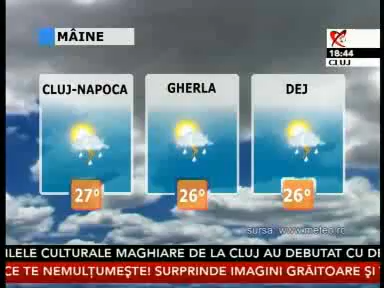 MÂINE
18:44
CLUJ
CLUJ-NAPOCA
GHERLA
DEJ
27°
26°
26°
sursa: www.meteo.ro
ILELE CULTURALE MAGHIARE DE LA CLUJ AU DEBUTAT CU D
CE TE NEMULȚUMEȘTE! SURPRINDE IMAGINI GRĂITOARE ȘI